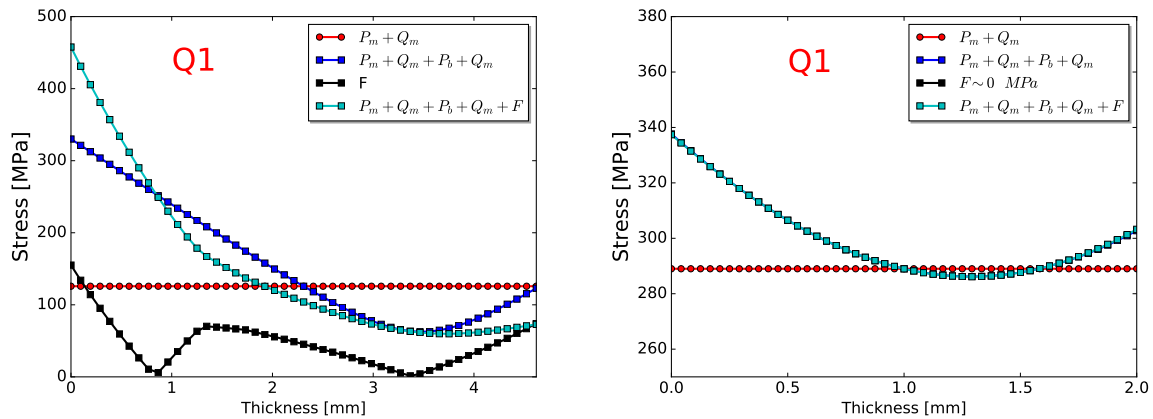 Q1
P_m + Q_m
P_m + Q_m + P_b + Q_m
F
P_m + Q_m + P_b + Q_m + F
Stress [MPa]
500
400
300
200
100
0
0 1 2 3 4
Thickness [mm]
Q1
P_m + Q_m
P_m + Q_m + P_b + Q_m
F ∼ 0 MPa
P_m + Q_m + P_b + Q_m + F
Stress [MPa]
380
360
340
320
300
280
260
0.0 0.5 1.0 1.5 2.0
Thickness [mm]